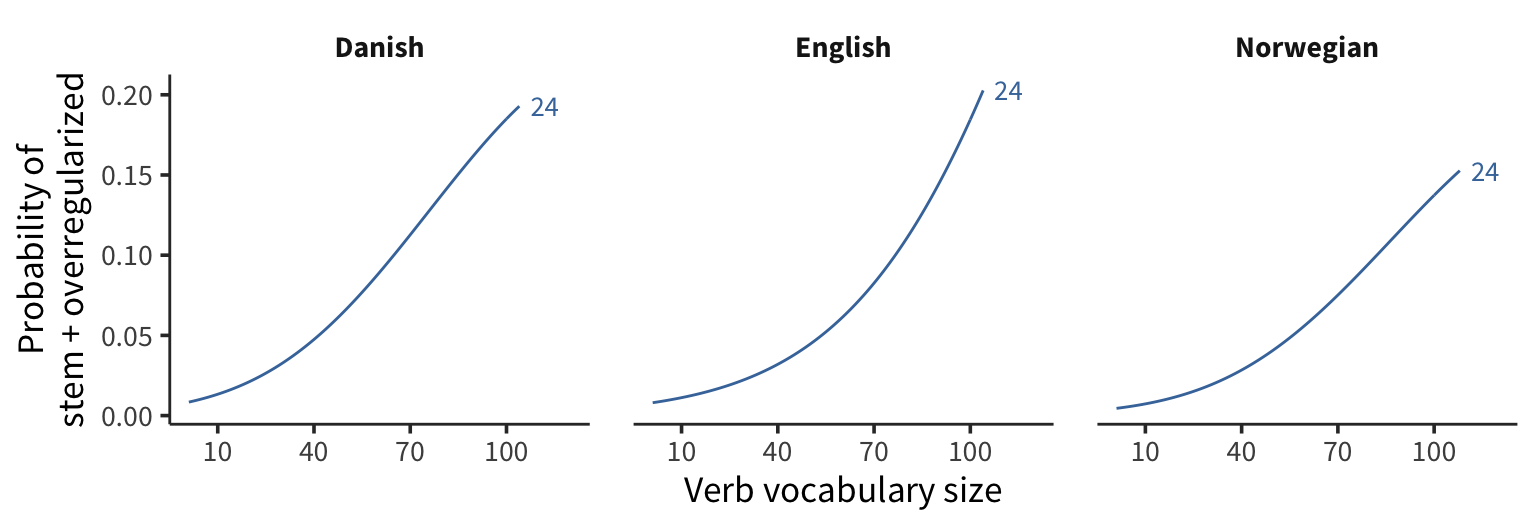 Danish
English
Norwegian
Probability of
stem + overregularized
0.20
0.15
0.10
0.05
0.00
24
24
24
10 40 70 100
10 40 70 100
10 40 70 100
Verb vocabulary size